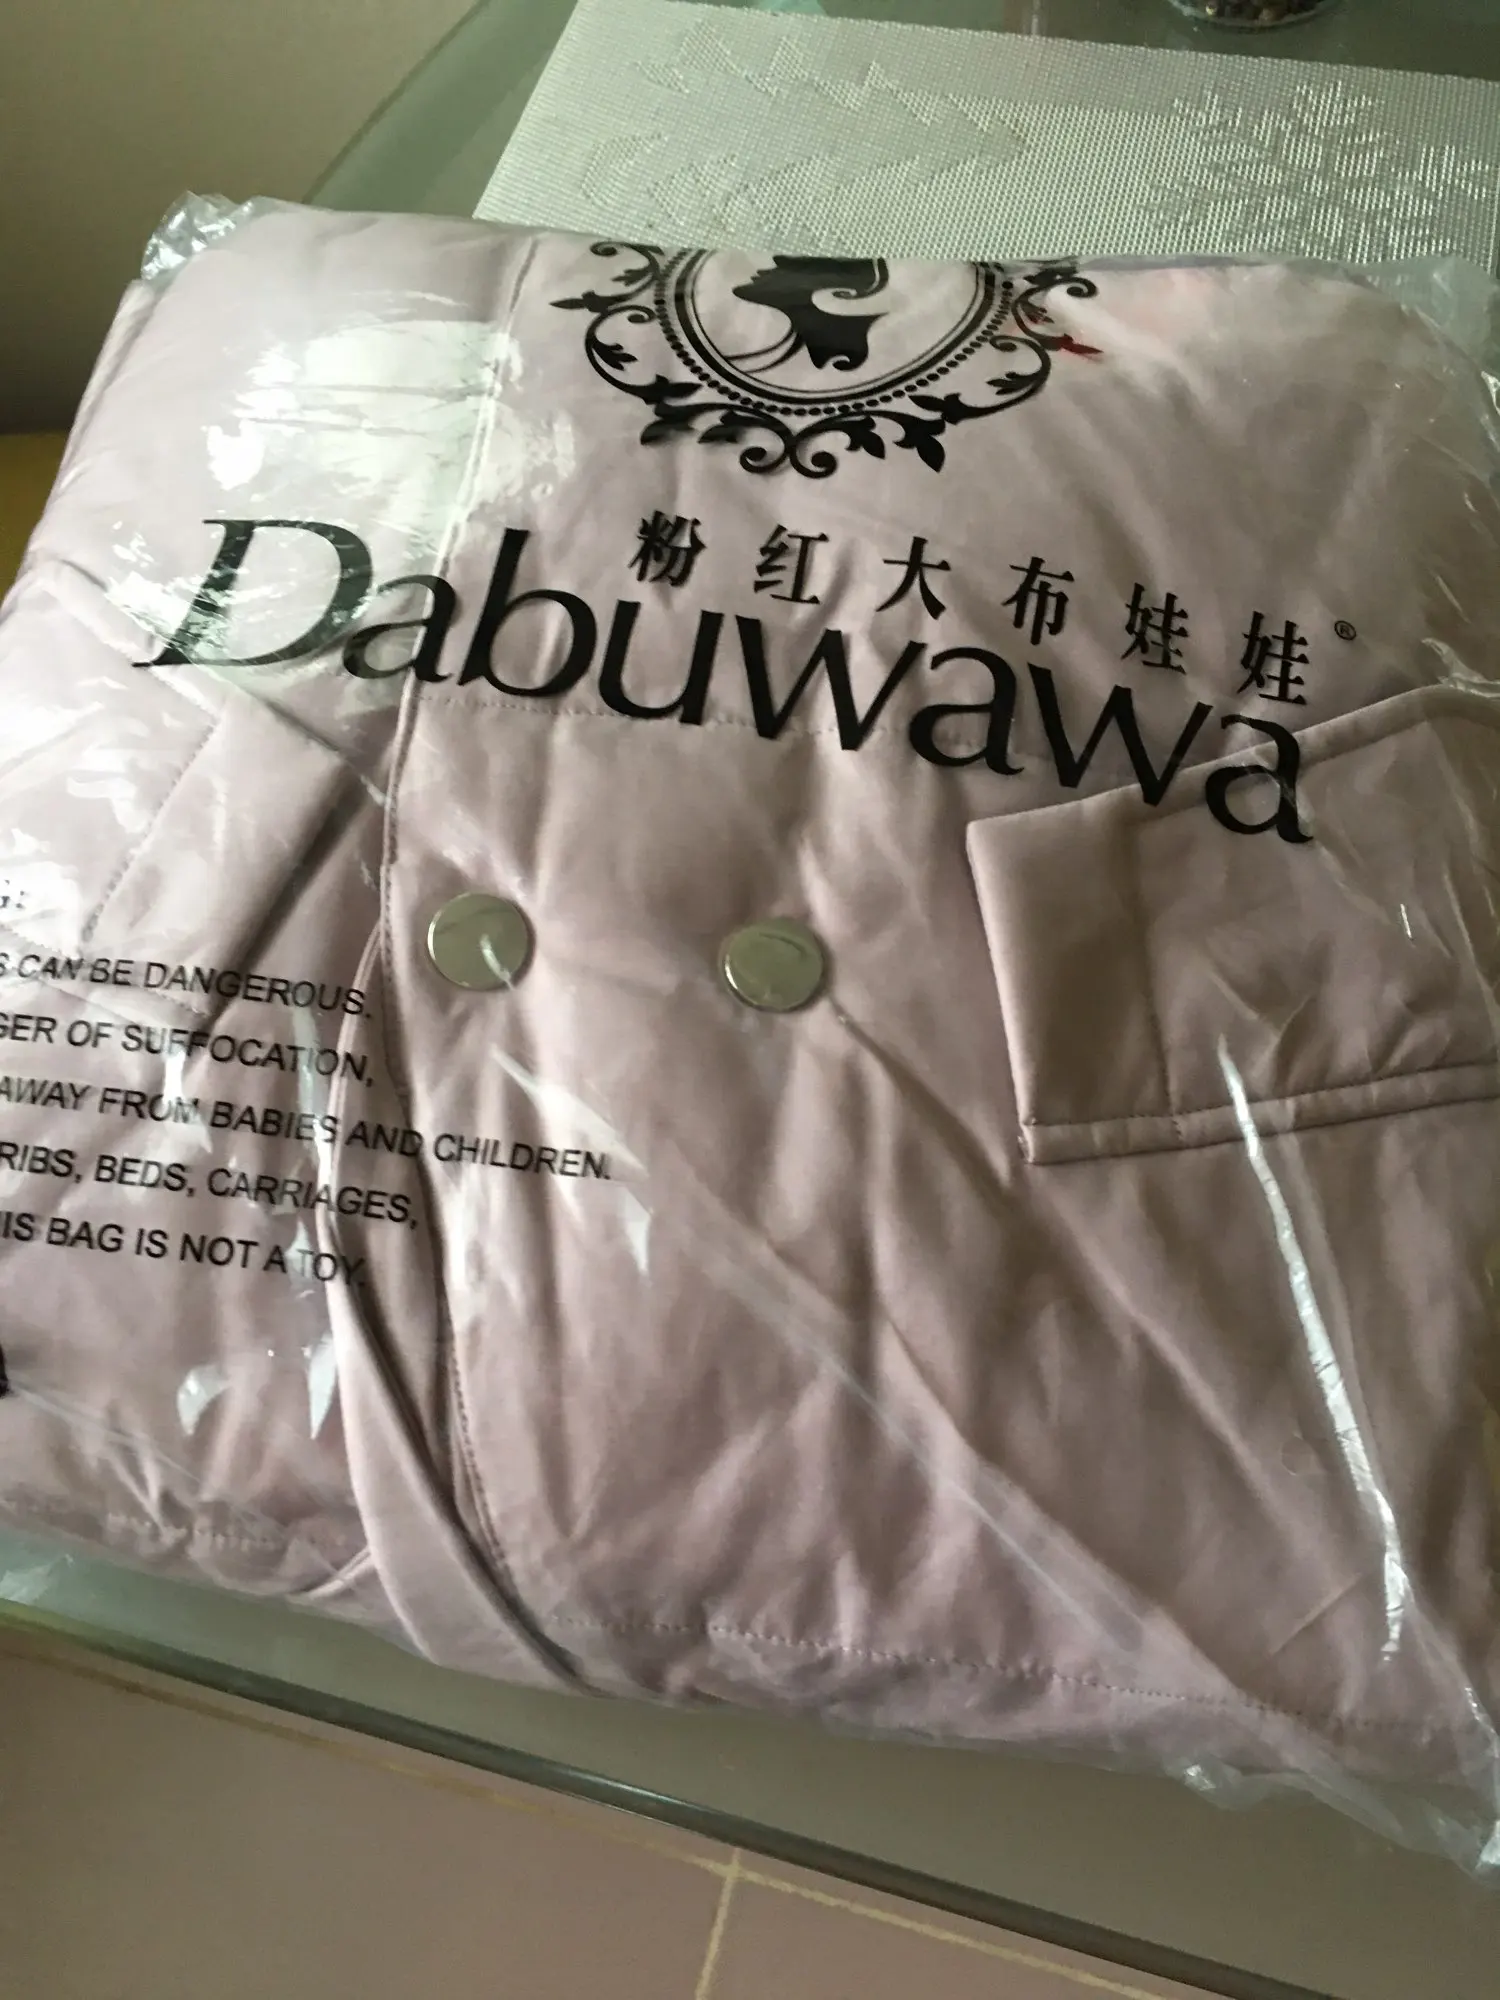 粉红大布娃娃®
Dabuwawa
G:
S CAN BE DANGEROUS.
GER OF SUFFOCATION,
AWAY FROM BABIES AND CHILDREN.
RIBS, BEDS, CARRIAGES,
IS BAG IS NOT A TOY.